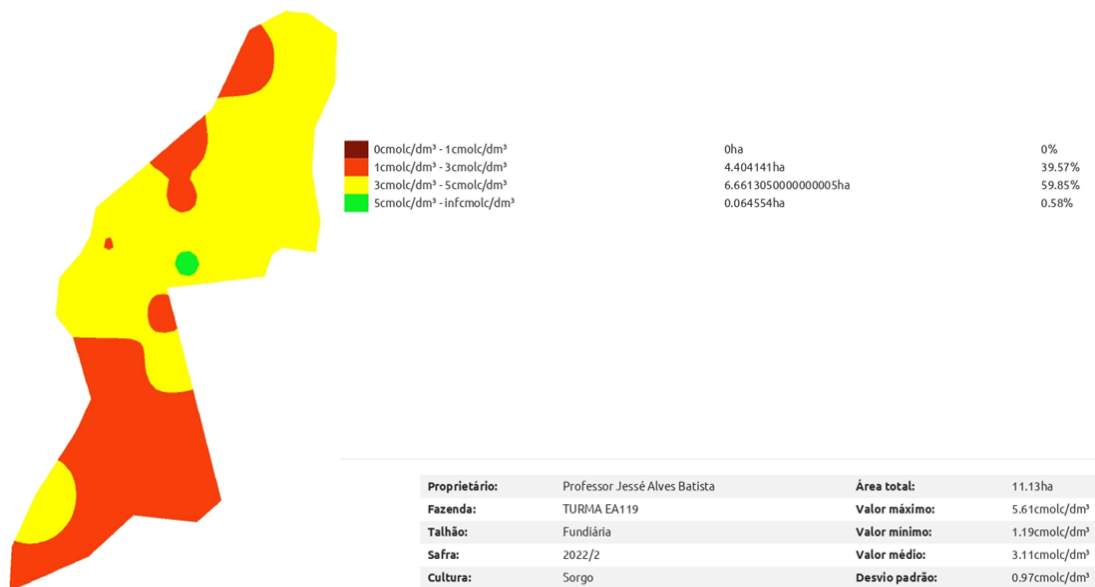 0cmolc/dm³ - 1cmolc/dm³ 0ha 0%
1cmolc/dm³ - 3cmolc/dm³ 4.404141ha 39.57%
3cmolc/dm³ - 5cmolc/dm³ 6.661305000000005ha 59.85%
5cmolc/dm³ - infcmolc/dm³ 0.064554ha 0.58%
Proprietário: Professor Jessé Alves Batista Área total: 11.13ha
Fazenda: TURMA EA119 Valor máximo: 5.61cmolc/dm³
Talhão: Fundiária Valor mínimo: 1.19cmolc/dm³
Safra: 2022/2 Valor médio: 3.11cmolc/dm³
Cultura: Sorgo Desvio padrão: 0.97cmolc/dm³